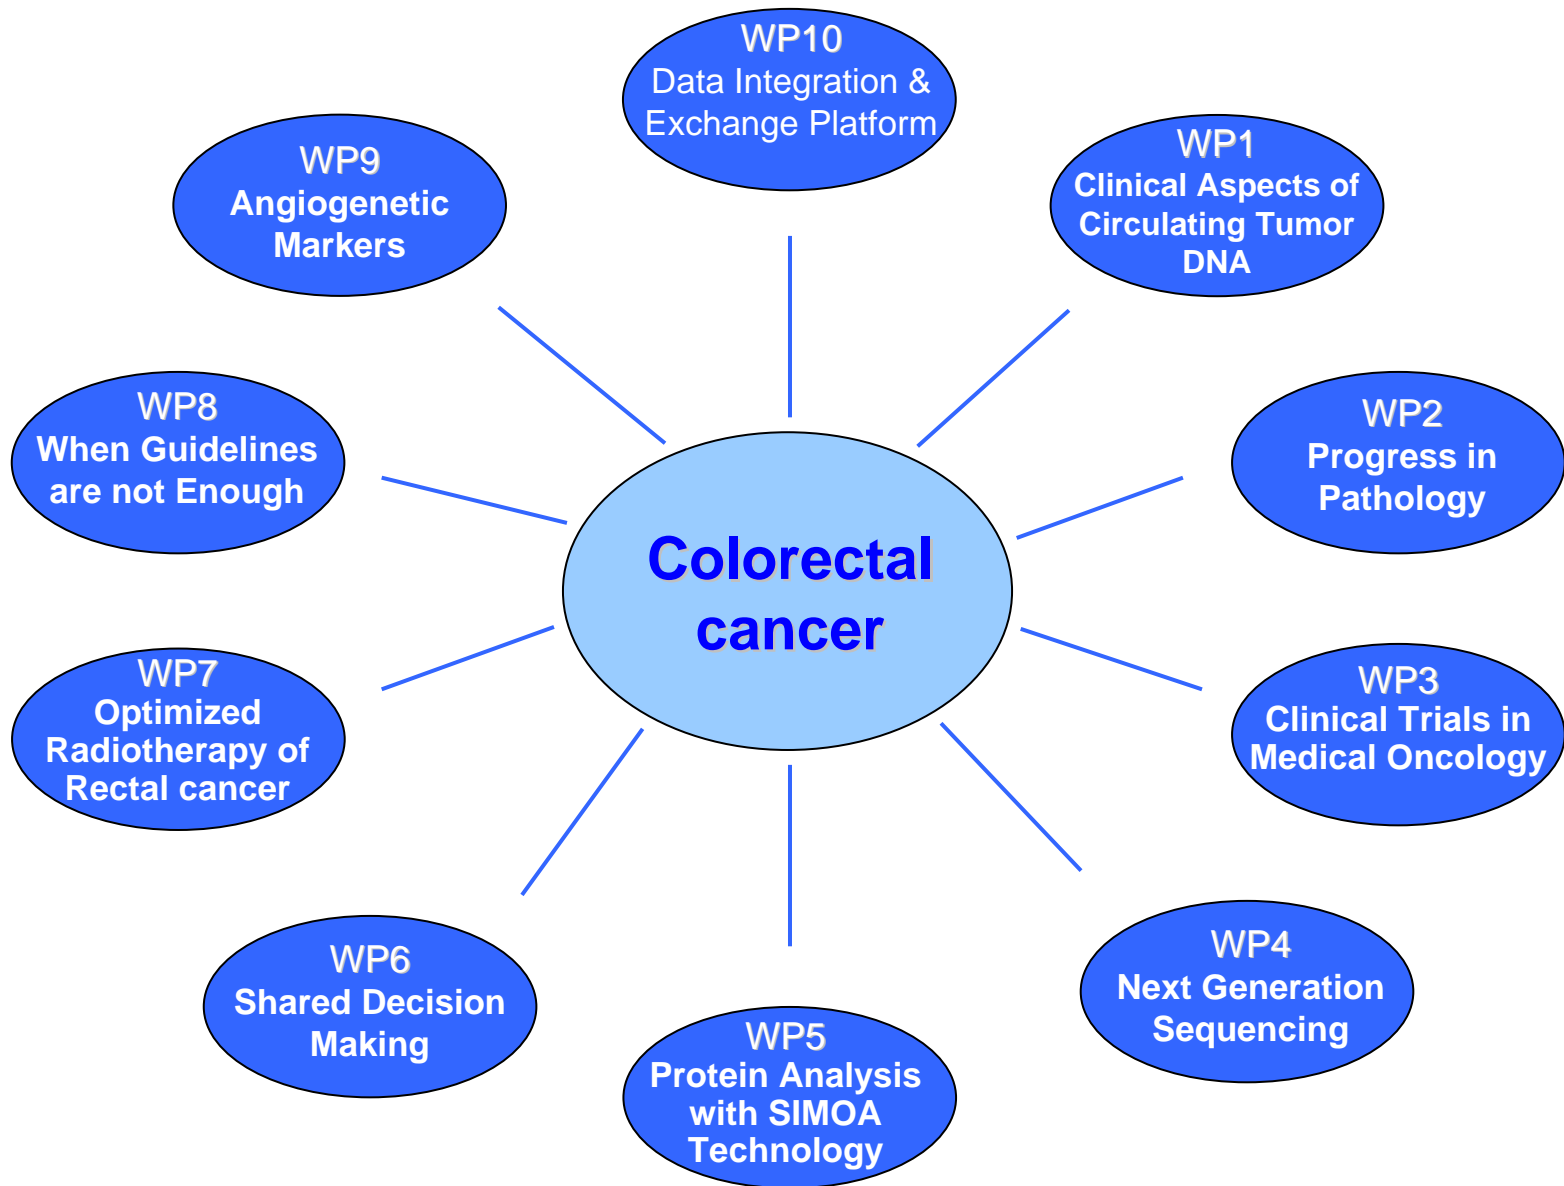 WP10
Data Integration &
Exchange Platform
WP1
Clinical Aspects of
Circulating Tumor
DNA
WP2
Progress in
Pathology
WP3
Clinical Trials in
Medical Oncology
WP4
Next Generation
Sequencing
WP5
Protein Analysis
with SIMOA
Technology
WP6
Shared Decision
Making
WP7
Optimized
Radiotherapy of
Rectal cancer
WP8
When Guidelines
are not Enough
WP9
Angiogenetic
Markers
Colorectal
cancer